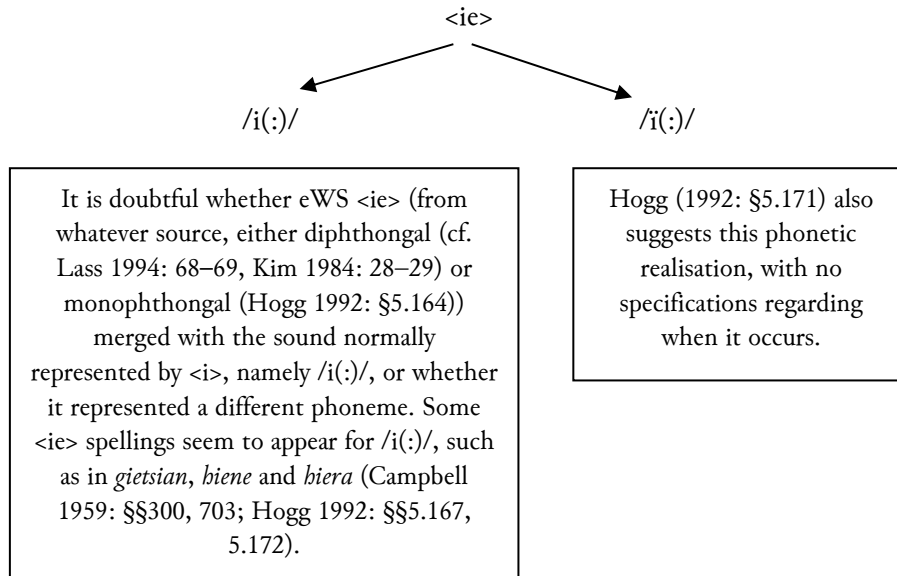 <ie>
/i(:)/
/ï(:)/
It is doubtful whether eWS <ie> (from
whatever source, either diphthongal (cf.
Lass 1994: 68–69, Kim 1984: 28–29) or
monophthongal (Hogg 1992: §5.164))
merged with the sound normally
represented by <i>, namely /i(:)/, or whether
it represented a different phoneme. Some
<ie> spellings seem to appear for /i(:)/, such
as in gietsian, hiene and hiera (Campbell
1959: §§300, 703; Hogg 1992: §§5.167,
5.172).
Hogg (1992: §5.171) also
suggests this phonetic
realisation, with no
specifications regarding
when it occurs.